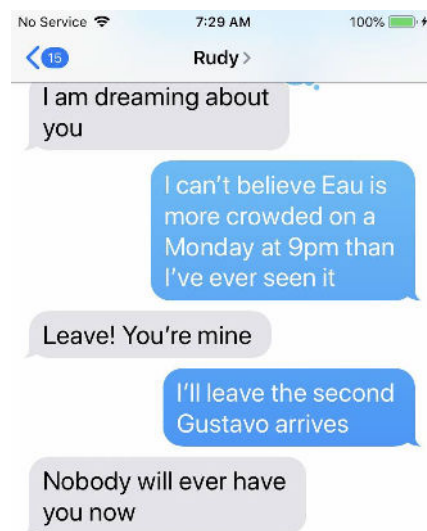 No Service 7:29 AM 100%
15 Rudy >
I am dreaming about
you
I can't believe Eau is
more crowded on a
Monday at 9pm than
I've ever seen it
Leave! You're mine
I'll leave the second
Gustavo arrives
Nobody will ever have
you now